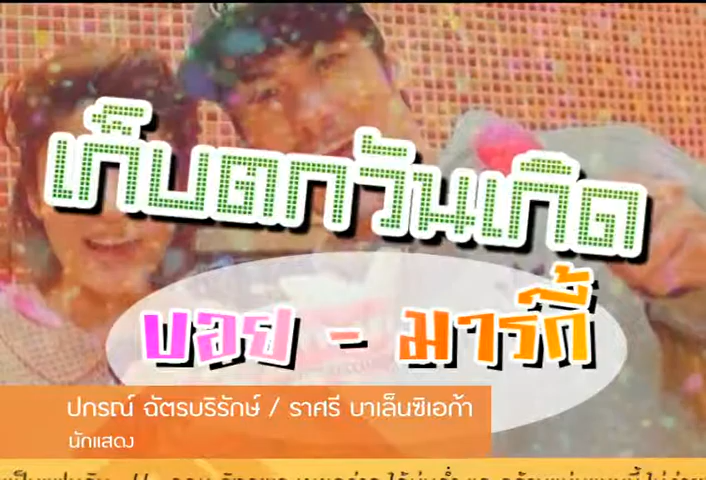 เก็บตกวันเกิด
บอย - มาร์กี้
ปกรณ์ ฉัตรบริรักษ์ / ราศรี บาเล็นซิเอก้า
นักแสดง